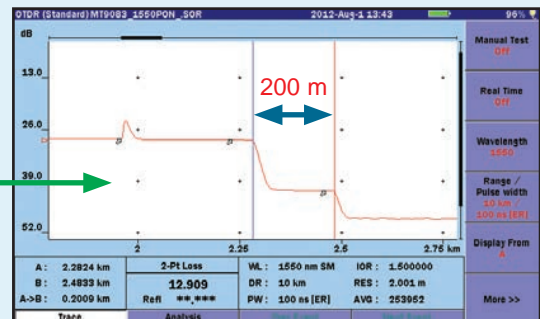 OTDR (Standard) MT9083_1550PON_.SOR 2012-Aug-1 13:43 96%
dB
13.0
26.0
39.0
52.0
200 m
2 2.25 2.5 2.75 km
Manual Test
Off
Real Time
Off
Wavelength
1550
Range /
Pulse width
10 km /
100 ns [ER]
Display From
A
More >>
A: 2.2824 km 2-Pt Loss WL: 1550 nm SM IOR: 1.500000
B: 2.4833 km 12.909 DR: 10 km RES: 2.001 m
A->B: 0.2009 km Refl **.*** PW: 100 ns [ER] AVG: 253952
Trace Analysis